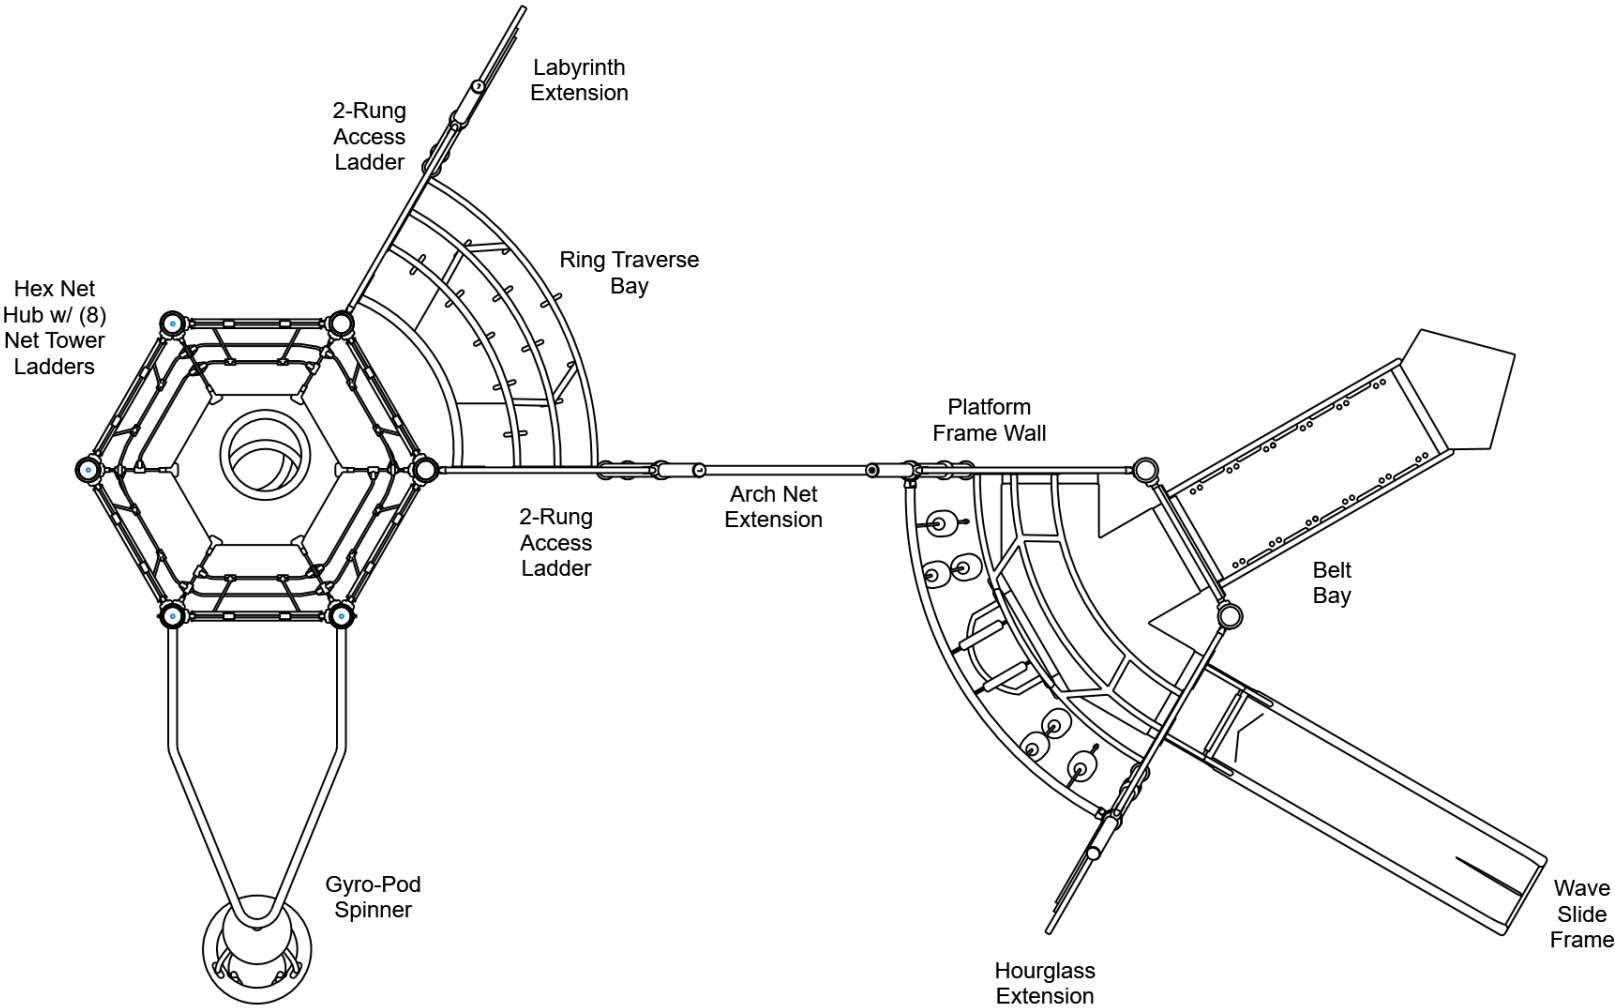 Labyrinth
Extension
2-Rung
Access
Ladder
Ring Traverse
Bay
Hex Net
Hub w/ (8)
Net Tower
Ladders
Platform
Frame Wall
Arch Net
Extension
2-Rung
Access
Ladder
Belt
Bay
Gyro-Pod
Spinner
Wave
Slide
Frame
Hourglass
Extension